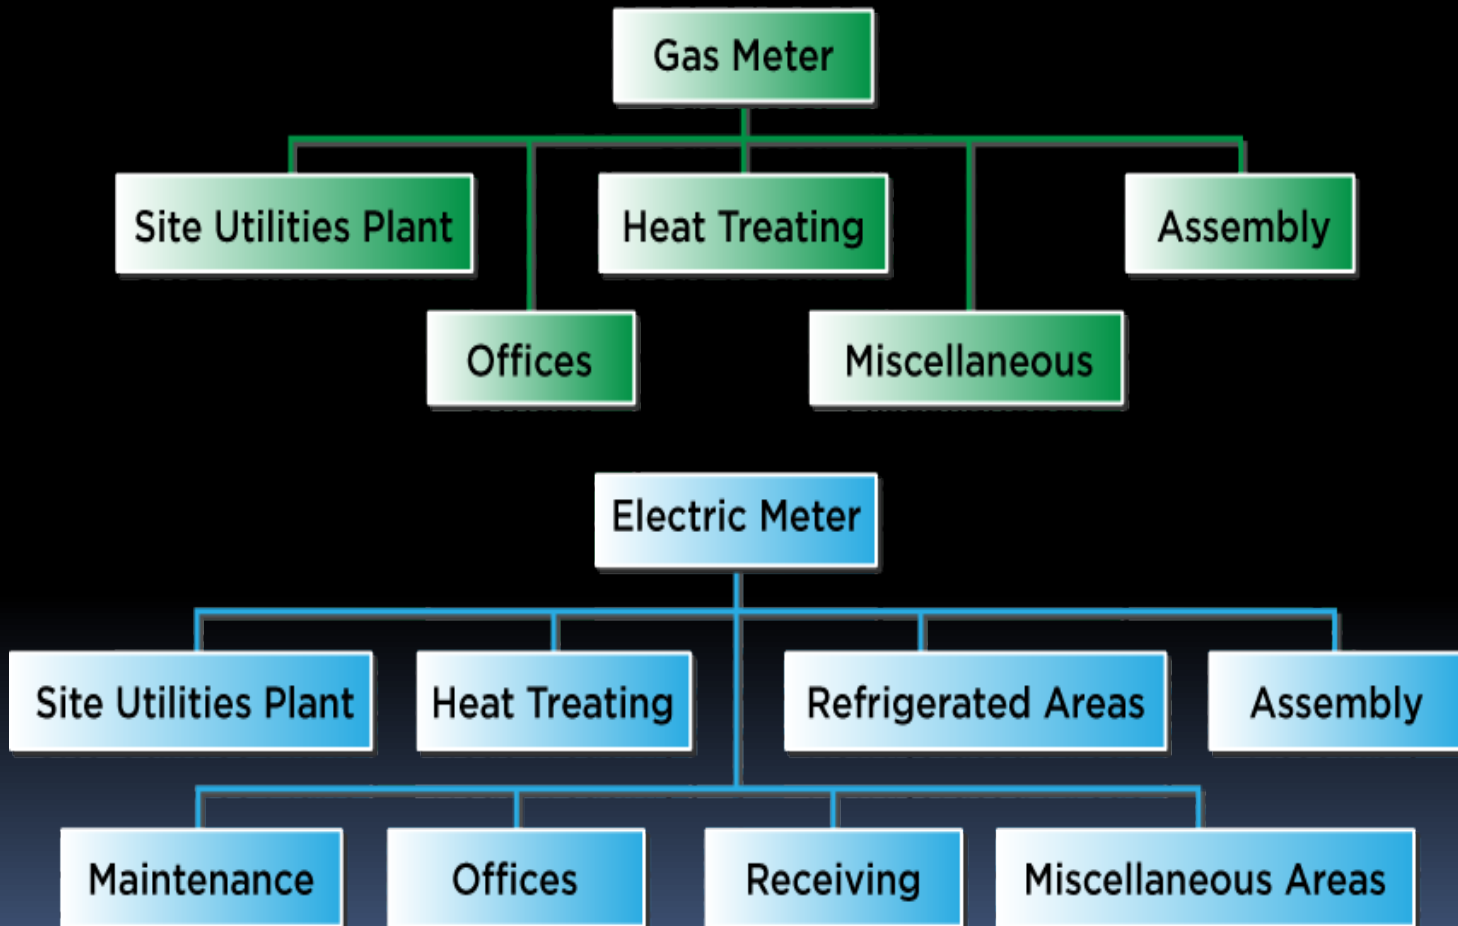 Gas Meter
Site Utilities Plant
Heat Treating
Assembly
Offices
Miscellaneous
Electric Meter
Site Utilities Plant
Heat Treating
Refrigerated Areas
Assembly
Maintenance
Offices
Receiving
Miscellaneous Areas